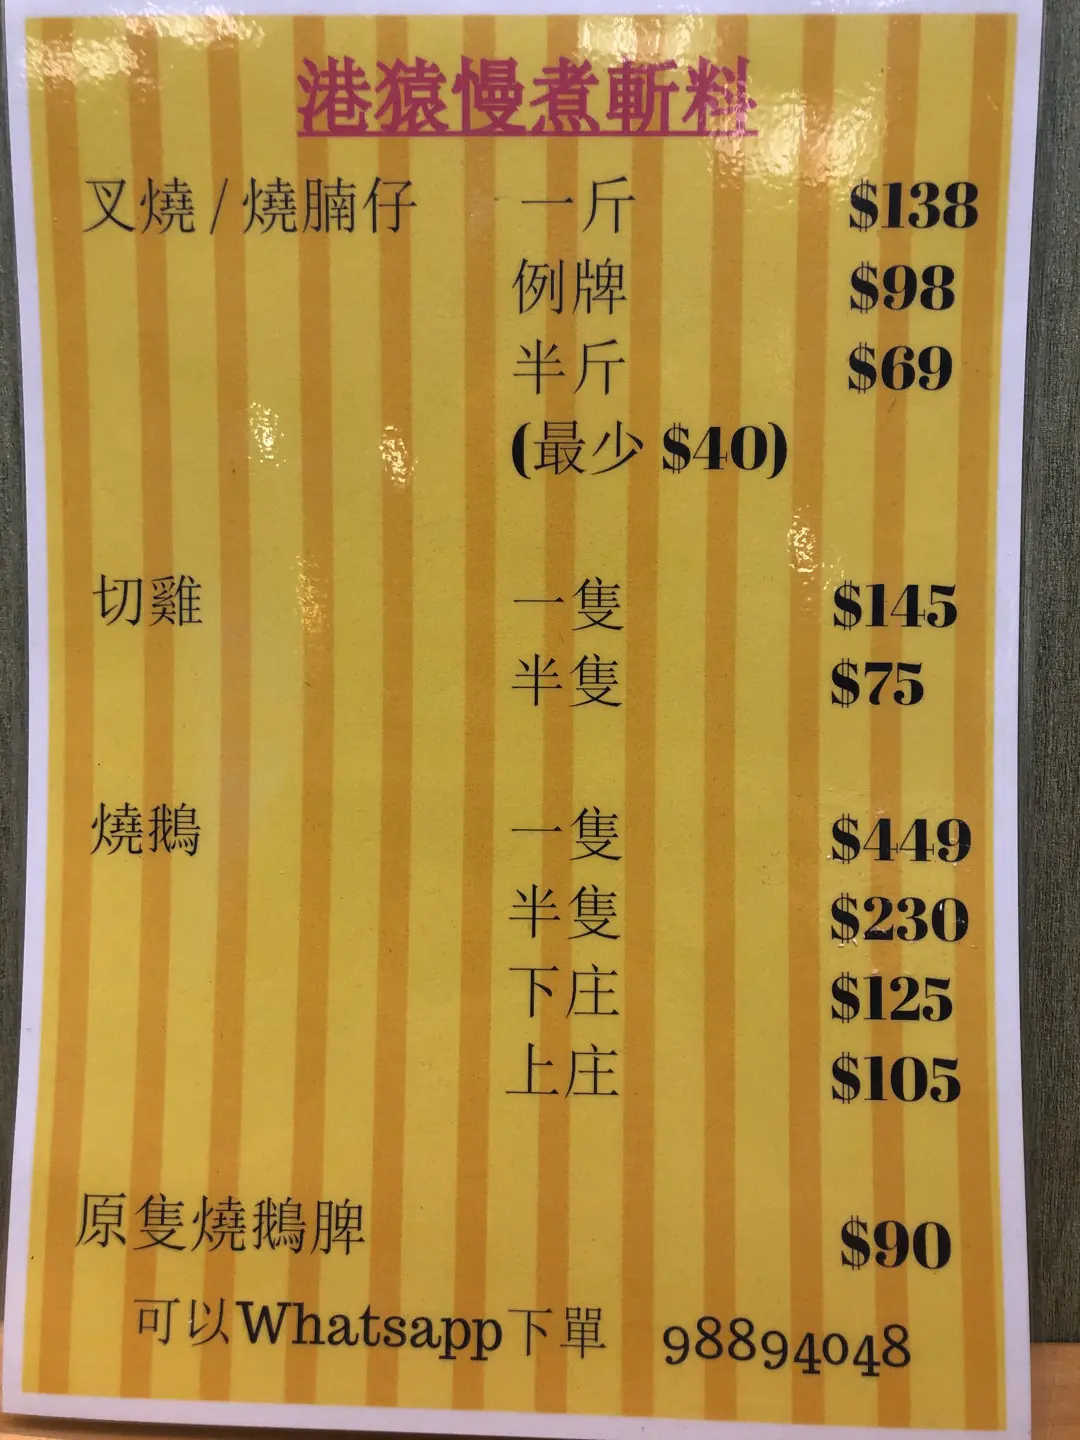 港猿慢煮斬料
叉燒 / 燒腩仔 一斤 $138
例牌 $98
半斤 $69
(最少 $40)
切雞 一隻 $145
半隻 $75
燒鵝 一隻 $449
半隻 $230
下庄 $125
上庄 $105
原隻燒鵝脾 $90
可以Whatsapp下單 98894048